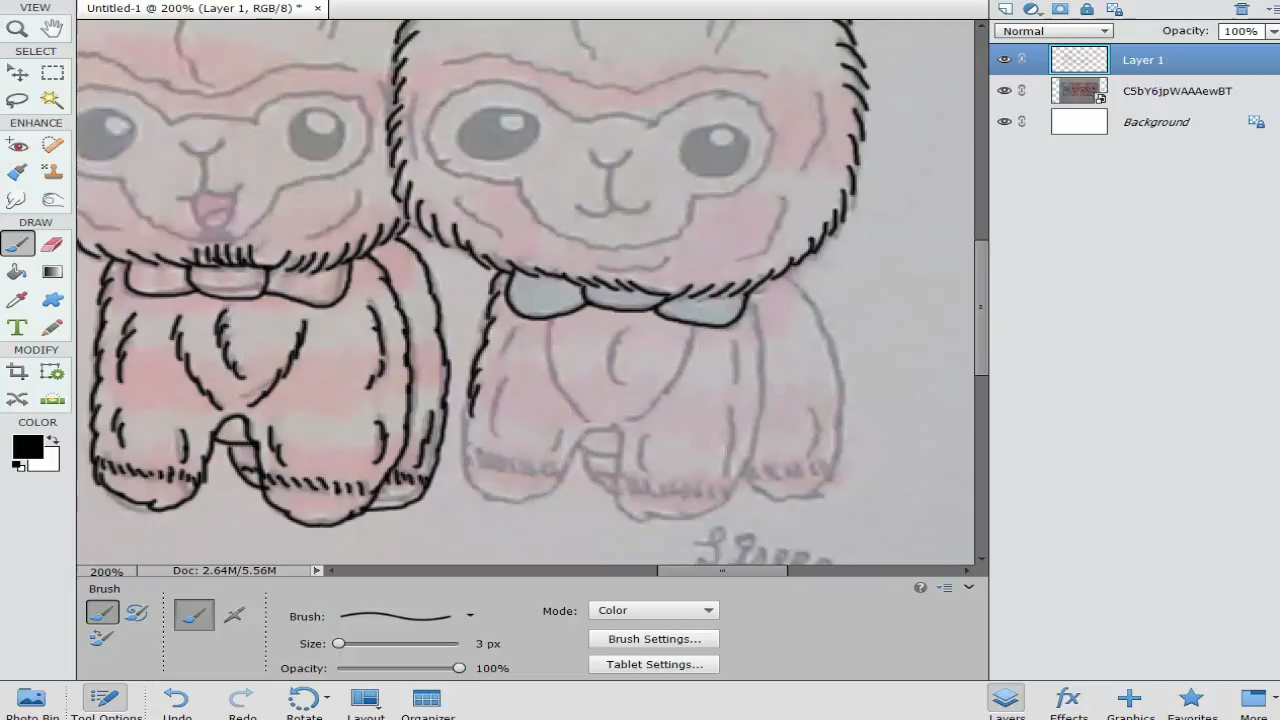 VIEW
Untitled-1 @ 200% (Layer 1, RGB/8) * ×
SELECT
ENHANCE
DRAW
T
MODIFY
COLOR
Normal Opacity: 100%
Layer 1
C5bY6jpWAAAewBT
Background
200% Doc: 2.64M/5.56M
Brush
Brush: Mode: Color
Size: 3 px Brush Settings...
Opacity: 100% Tablet Settings...
Photo Bin Tool Options Undo Redo Rotate Layout Organizer
Layers Effects Graphics Favorites More